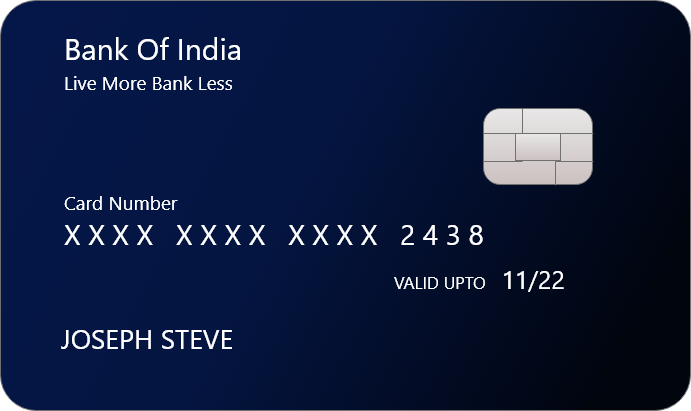 Bank Of India
Live More Bank Less
Card Number
XXXX XXXX XXXX 2438
VALID UPTO 11/22
JOSEPH STEVE